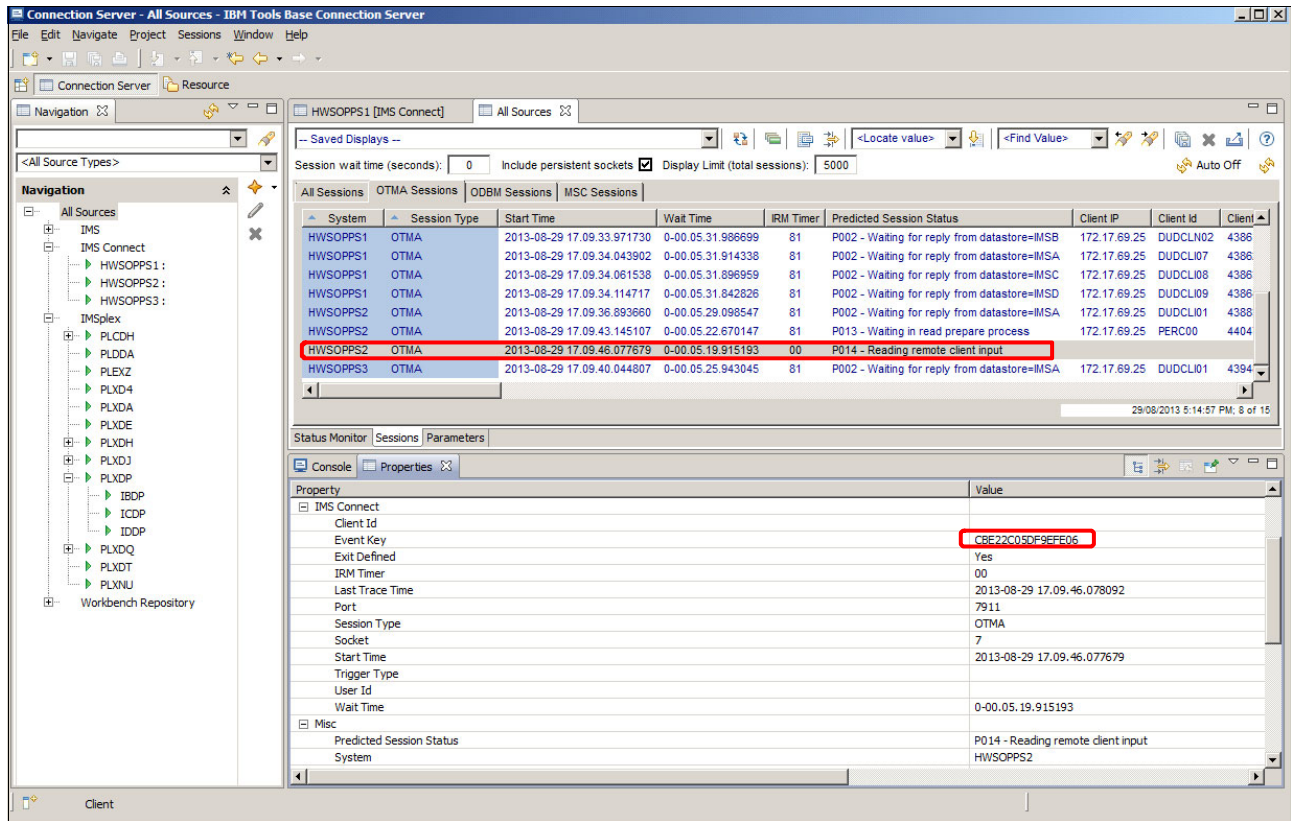 Connection Server - All Sources - IBM Tools Base Connection Server
File Edit Navigate Project Sessions Window Help
Connection Server Resource
Navigation
<All Source Types>
Navigation
All Sources
IMS
IMS Connect
HWSOPPS1 :
HWSOPPS2 :
HWSOPPS3 :
IMSplex
PLCDH
PLDDA
PLEXZ
PLXD4
PLXDA
PLXDE
PLXDH
PLXDJ
PLXDP
IBDP
ICDP
IDDP
PLXDQ
PLXDT
PLXNU
Workbench Repository
HWSOPPS1 [IMS Connect] All Sources
-- Saved Displays -- <Locate value> <Find Value>
Session wait time (seconds): 0 Include persistent sockets Display Limit (total sessions): 5000 Auto Off
All Sessions OTMA Sessions ODBM Sessions MSC Sessions
System Session Type Start Time Wait Time IRM Timer Predicted Session Status Client IP Client Id Client
HWSOPPS1 OTMA 2013-08-29 17.09.33.971730 0-00.05.31.986699 81 P002 - Waiting for reply from datastore=IMSB 172.17.69.25 DUDCLN02 4386
HWSOPPS1 OTMA 2013-08-29 17.09.34.043902 0-00.05.31.914338 81 P002 - Waiting for reply from datastore=IMSA 172.17.69.25 DUDCLI07 4386
HWSOPPS1 OTMA 2013-08-29 17.09.34.061538 0-00.05.31.896959 81 P002 - Waiting for reply from datastore=IMSC 172.17.69.25 DUDCLI08 4386
HWSOPPS1 OTMA 2013-08-29 17.09.34.114717 0-00.05.31.842826 81 P002 - Waiting for reply from datastore=IMSD 172.17.69.25 DUDCLI09 4386
HWSOPPS2 OTMA 2013-08-29 17.09.36.893660 0-00.05.29.098547 81 P002 - Waiting for reply from datastore=IMSA 172.17.69.25 DUDCLI01 4388
HWSOPPS2 OTMA 2013-08-29 17.09.43.145107 0-00.05.22.670147 81 P013 - Waiting in read prepare process 172.17.69.25 PERC00 4404
HWSOPPS2 OTMA 2013-08-29 17.09.46.077679 0-00.05.19.915193 00 P014 - Reading remote client input
HWSOPPS3 OTMA 2013-08-29 17.09.40.044807 0-00.05.25.943045 81 P002 - Waiting for reply from datastore=IMSA 172.17.69.25 DUDCLI01 4394
29/08/2013 5:14:57 PM; 8 of 15
Status Monitor Sessions Parameters
Console Properties
Property Value
IMS Connect
Client Id
Event Key CBE22C05DF9EFE06
Exit Defined Yes
IRM Timer 00
Last Trace Time 2013-08-29 17.09.46.078092
Port 7911
Session Type OTMA
Socket 7
Start Time 2013-08-29 17.09.46.077679
Trigger Type
User Id
Wait Time 0-00.05.19.915193
Misc
Predicted Session Status P014 - Reading remote client input
System HWSOPPS2
Client